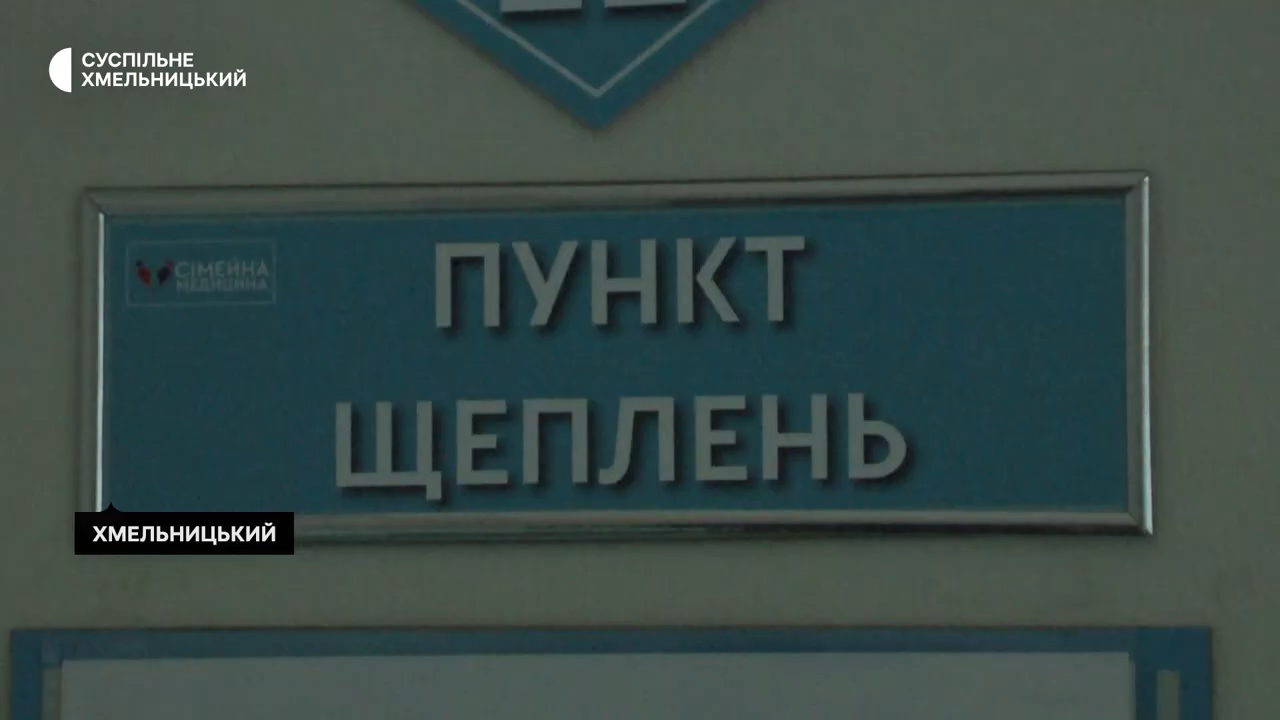 СУСПІЛЬНЕ
ХМЕЛЬНИЦЬКИЙ
СІМЕЙНА
МЕДИЦИНА
ПУНКТ
ЩЕПЛЕНЬ
ХМЕЛЬНИЦЬКИЙ